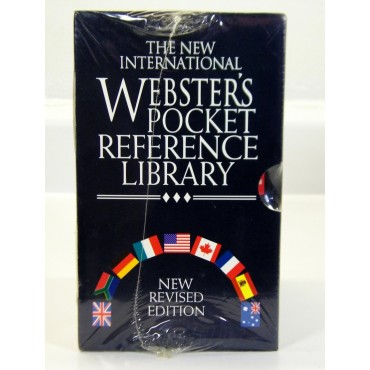 THE NEW
INTERNATIONAL
WEBSTER'S
POCKET
REFERENCE
LIBRARY
NEW
REVISED
EDITION